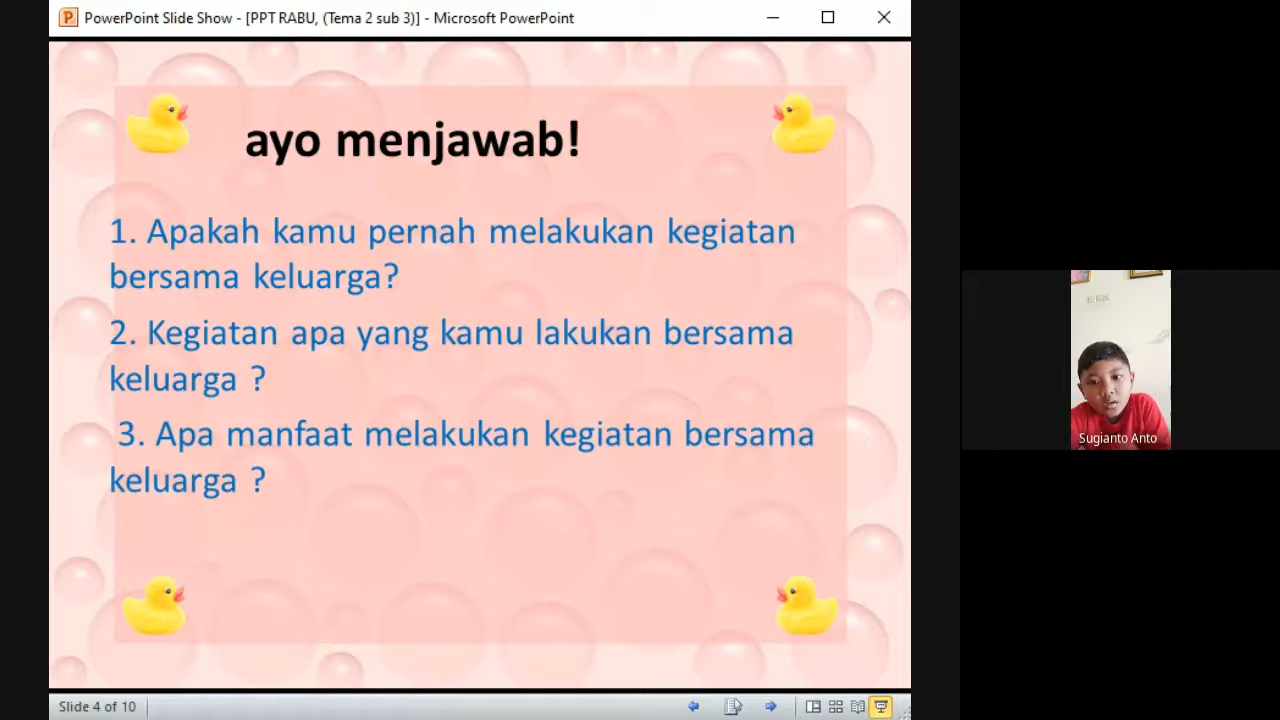 PowerPoint Slide Show - [PPT RABU, (Tema 2 sub 3)] - Microsoft PowerPoint
ayo menjawab!
1. Apakah kamu pernah melakukan kegiatan
bersama keluarga?
2. Kegiatan apa yang kamu lakukan bersama
keluarga ?
3. Apa manfaat melakukan kegiatan bersama
keluarga ?
Sugianto Anto
Slide 4 of 10